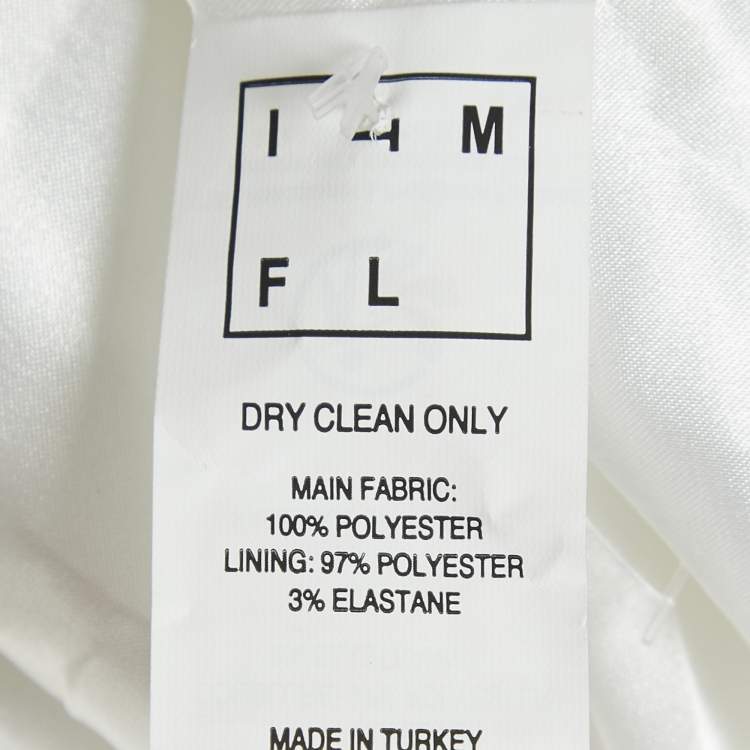 I M
F L
DRY CLEAN ONLY
MAIN FABRIC:
100% POLYESTER
LINING: 97% POLYESTER
3% ELASTANE
MADE IN TURKEY